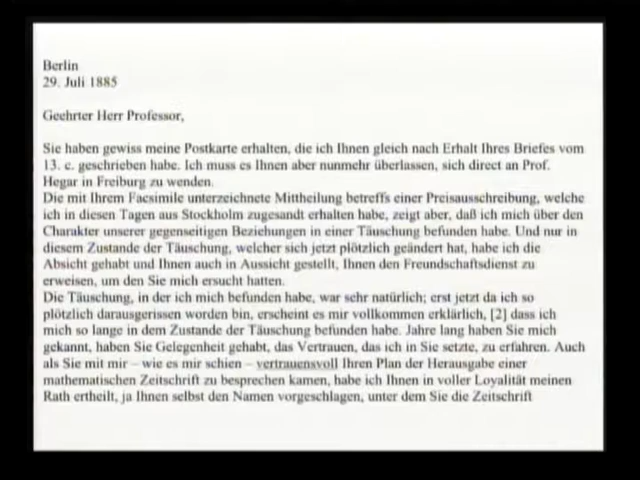 Berlin
29. Juli 1885
Geehrter Herr Professor,
Sie haben gewiss meine Postkarte erhalten, die ich Ihnen gleich nach Erhalt Ihres Briefes vom
13. c. geschrieben habe. Ich muss es Ihnen aber nunmehr überlassen, sich direct an Prof.
Hegar in Freiburg zu wenden.
Die mit Ihrem Facsimile unterzeichnete Mittheilung betreffs einer Preisausschreibung, welche
ich in diesen Tagen aus Stockholm zugesandt erhalten habe, zeigt aber, daß ich mich über den
Charakter unserer gegenseitigen Beziehungen in einer Täuschung befunden habe. Und nur in
diesem Zustande der Täuschung, welcher sich jetzt plötzlich geändert hat, habe ich die
Absicht gehabt und Ihnen auch in Aussicht gestellt, Ihnen den Freundschaftsdienst zu
erweisen, um den Sie mich ersucht hatten.
Die Täuschung, in der ich mich befunden habe, war sehr natürlich; erst jetzt da ich so
plötzlich darausgerissen worden bin, erscheint es mir vollkommen erklärlich, [2] dass ich
mich so lange in dem Zustande der Täuschung befunden habe. Jahre lang haben Sie mich
gekannt, haben Sie Gelegenheit gehabt, das Vertrauen, das ich in Sie setzte, zu erfahren. Auch
als Sie mit mir – wie es mir schien – vertrauensvoll Ihren Plan der Herausgabe einer
mathematischen Zeitschrift zu besprechen kamen, habe ich Ihnen in voller Loyalität meinen
Rath ertheilt, ja Ihnen selbst den Namen vorgeschlagen, unter dem Sie die Zeitschrift